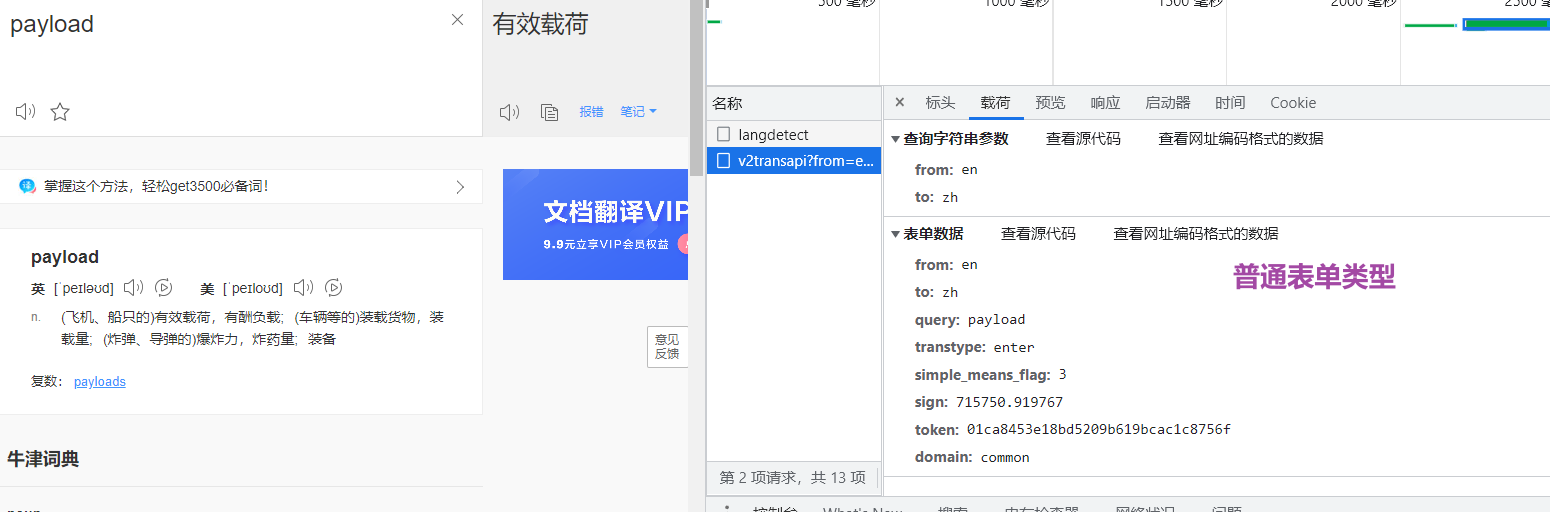 payload
有效载荷
报错 笔记
掌握这个方法，轻松get3500必备词！
文档翻译VIP
9.9元立享VIP会员权益
payload
英 [ˈpeɪləʊd] 美 [ˈpeɪloʊd]
n. (飞机、船只的)有效载荷，有酬负载；(车辆等的)装载货物，装
载量；(炸弹、导弹的)爆炸力，炸药量；装备
复数： payloads
意见
反馈
牛津词典
500 毫秒 1000 毫秒 1500 毫秒 2000 毫秒 2500 毫秒
名称
langdetect
v2transapi?from=e...
第 2 项请求，共 13 项
× 标头 载荷 预览 响应 启动器 时间 Cookie
查询字符串参数 查看源代码 查看网址编码格式的数据
from: en
to: zh
表单数据 查看源代码 查看网址编码格式的数据
from: en
普通表单类型
to: zh
query: payload
transtype: enter
simple_means_flag: 3
sign: 715750.919767
token: 01ca8453e18bd5209b619bcac1c8756f
domain: common
控制台 What's New 搜索 内存检查器 网络状况 问题